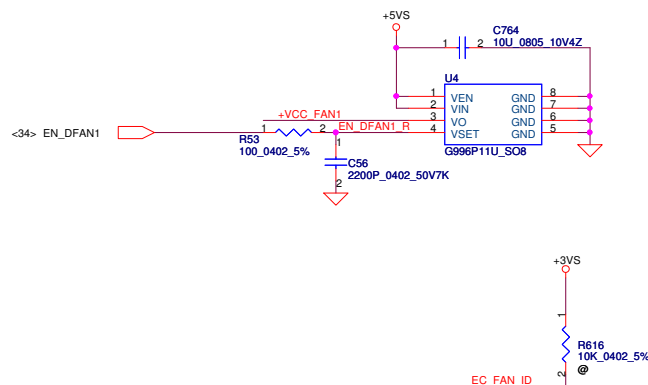 +5VS
C764
1 2 10U_0805_10V4Z
U4
1 VEN GND 8
2 VIN GND 7
+VCC_FAN1 3 VO GND 6
<34> EN_DFAN1 1 2 EN_DFAN1_R 4 VSET GND 5
R53
100_0402_5%
G996P11U_SO8
1
C56
2200P_0402_50V7K
2
+3VS
1
R616
10K_0402_5%
@
2
EC_FAN_ID